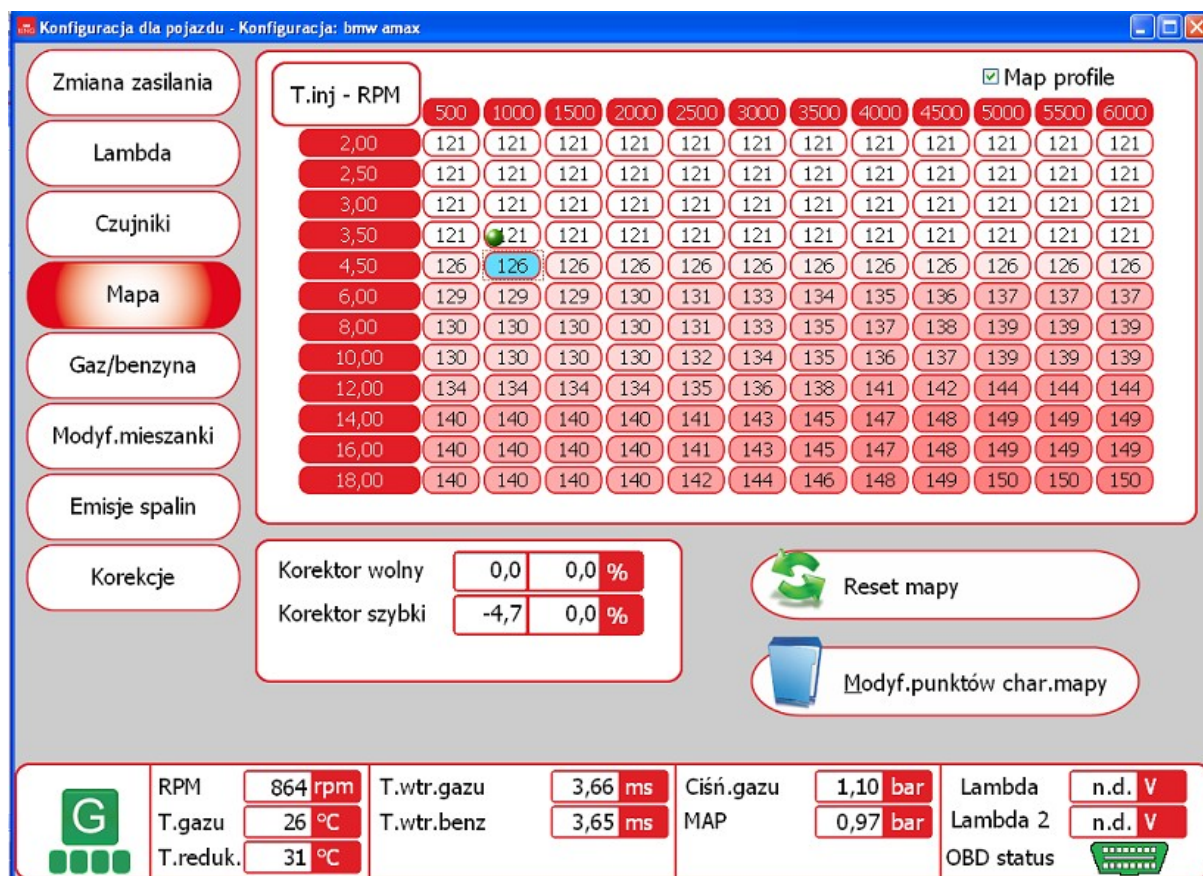 Konfiguracja dla pojazdu - Konfiguracja: bmw amax
Zmiana zasilania
Lambda
Czujniki
Mapa
Gaz/benzyna
Modyf.mieszanki
Emisje spalin
Korekcje
T.inj - RPM
Map profile
500 1000 1500 2000 2500 3000 3500 4000 4500 5000 5500 6000
2,00 121 121 121 121 121 121 121 121 121 121 121 121
2,50 121 121 121 121 121 121 121 121 121 121 121 121
3,00 121 121 121 121 121 121 121 121 121 121 121 121
3,50 121 121 121 121 121 121 121 121 121 121 121 121
4,50 126 126 126 126 126 126 126 126 126 126 126 126
6,00 129 129 129 130 131 133 134 135 136 137 137 137
8,00 130 130 130 130 131 133 135 137 138 139 139 139
10,00 130 130 130 130 132 134 135 136 137 139 139 139
12,00 134 134 134 134 135 136 138 141 142 144 144 144
14,00 140 140 140 140 141 143 145 147 148 149 149 149
16,00 140 140 140 140 141 143 145 147 148 149 149 149
18,00 140 140 140 140 142 144 146 148 149 150 150 150
Korektor wolny 0,0 0,0 %
Korektor szybki -4,7 0,0 %
Reset mapy
Modyf.punktów char.mapy
G
RPM 864 rpm
T.gazu 26 °C
T.reduk. 31 °C
T.wtr.gazu 3,66 ms
T.wtr.benz 3,65 ms
Ciśń.gazu 1,10 bar
MAP 0,97 bar
Lambda n.d. V
Lambda 2 n.d. V
OBD status